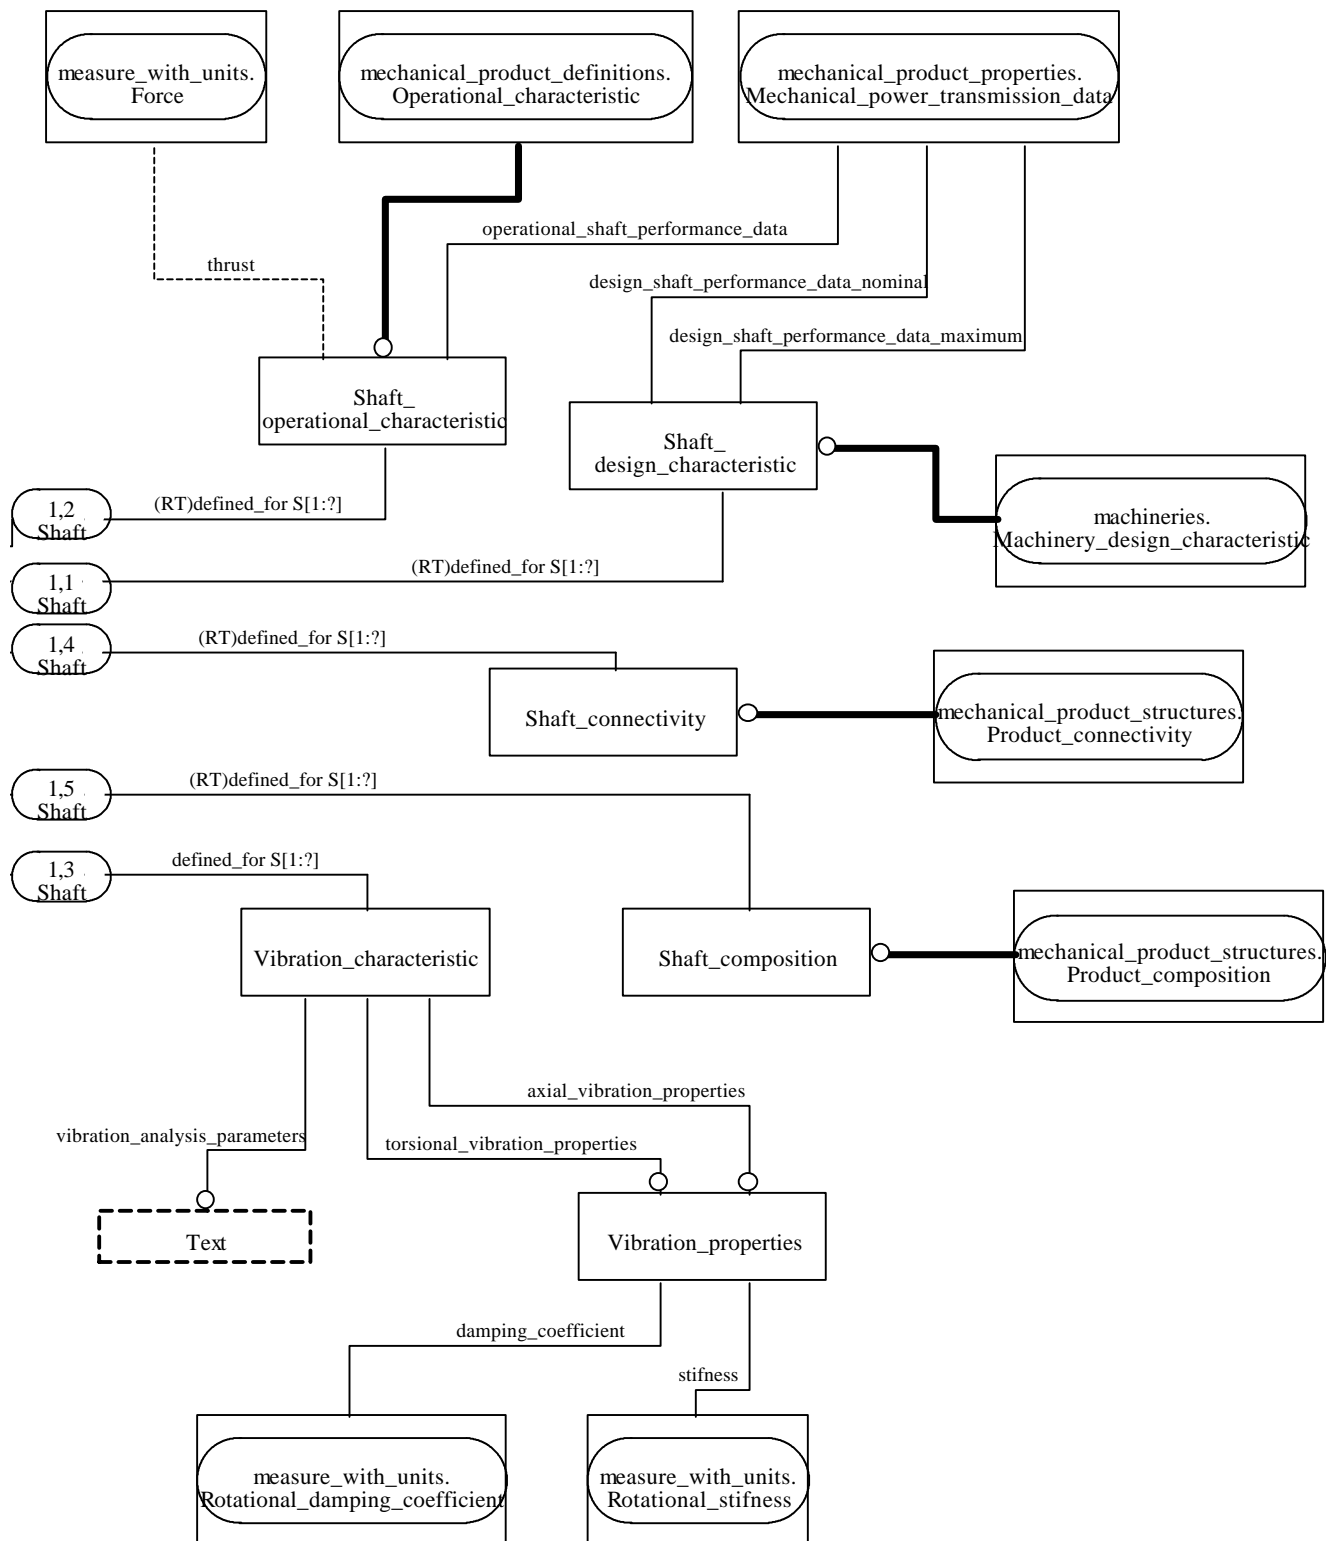 measure_with_units.
Force
mechanical_product_definitions.
Operational_characteristic
mechanical_product_properties.
Mechanical_power_transmission_data
operational_shaft_performance_data
thrust
design_shaft_performance_data_nominal
design_shaft_performance_data_maximum
Shaft_
operational_characteristic
Shaft_
design_characteristic
1,2
Shaft
(RT)defined_for S[1:?]
machineries.
Machinery_design_characteristic
1,1
Shaft
(RT)defined_for S[1:?]
1,4
Shaft
(RT)defined_for S[1:?]
Shaft_connectivity
mechanical_product_structures.
Product_connectivity
1,5
Shaft
(RT)defined_for S[1:?]
1,3
Shaft
defined_for S[1:?]
Vibration_characteristic
Shaft_composition
mechanical_product_structures.
Product_composition
axial_vibration_properties
vibration_analysis_parameters
torsional_vibration_properties
Text
Vibration_properties
damping_coefficient
stifness
measure_with_units.
Rotational_damping_coefficient
measure_with_units.
Rotational_stifness